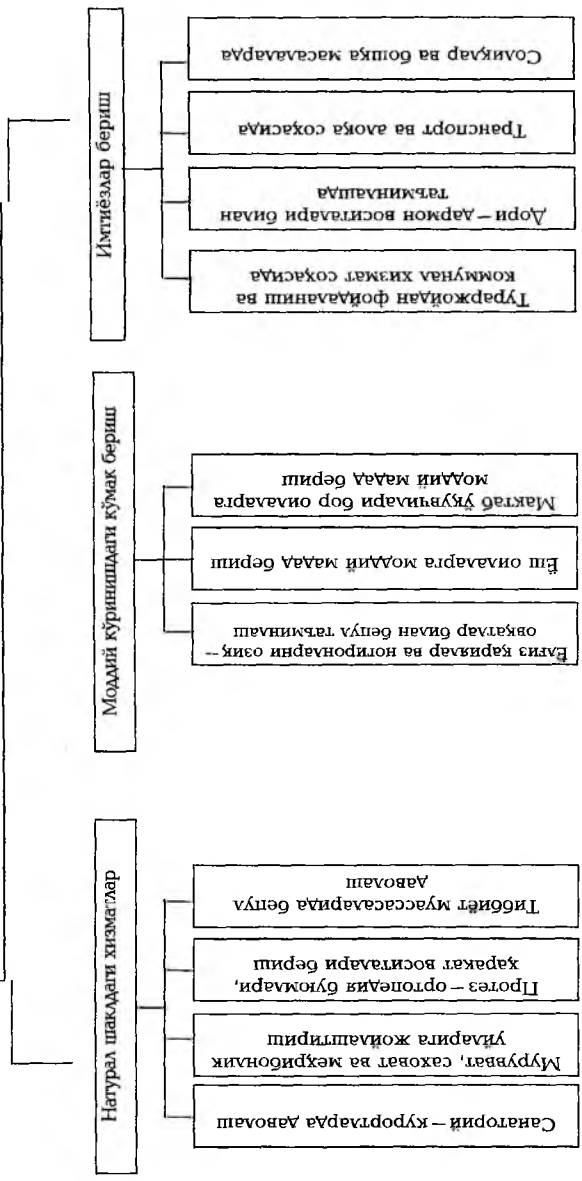 Натурал шаклдаги хизматлар
Санаторий – курортларда даволаш
Мурувват, саховат ва меҳрибонлик
уйларига жойлаштириш
Протез – ортопедия буюмлари,
ҳаракат воситалари бериш
Тиббиёт муассасаларида бепул
даволаш
Моддий кўринишдаги кўмак бериш
Ёлғиз қариялар ва ногиронларни озиқ –
овқатлар билан бепул таъминлаш
Ёш оилаларга моддий мадад бериш
Мактаб ўқувчилари бор оилаларга
моддий мадад бериш
Имтиёзлар бериш
Туражойдан фойдаланиш ва
коммунал хизмат соҳасида
Дори – дармон воситалари билан
таъминлашда
Транспорт ва алоқа соҳасида
Солиқлар ва бошқа масалаларда